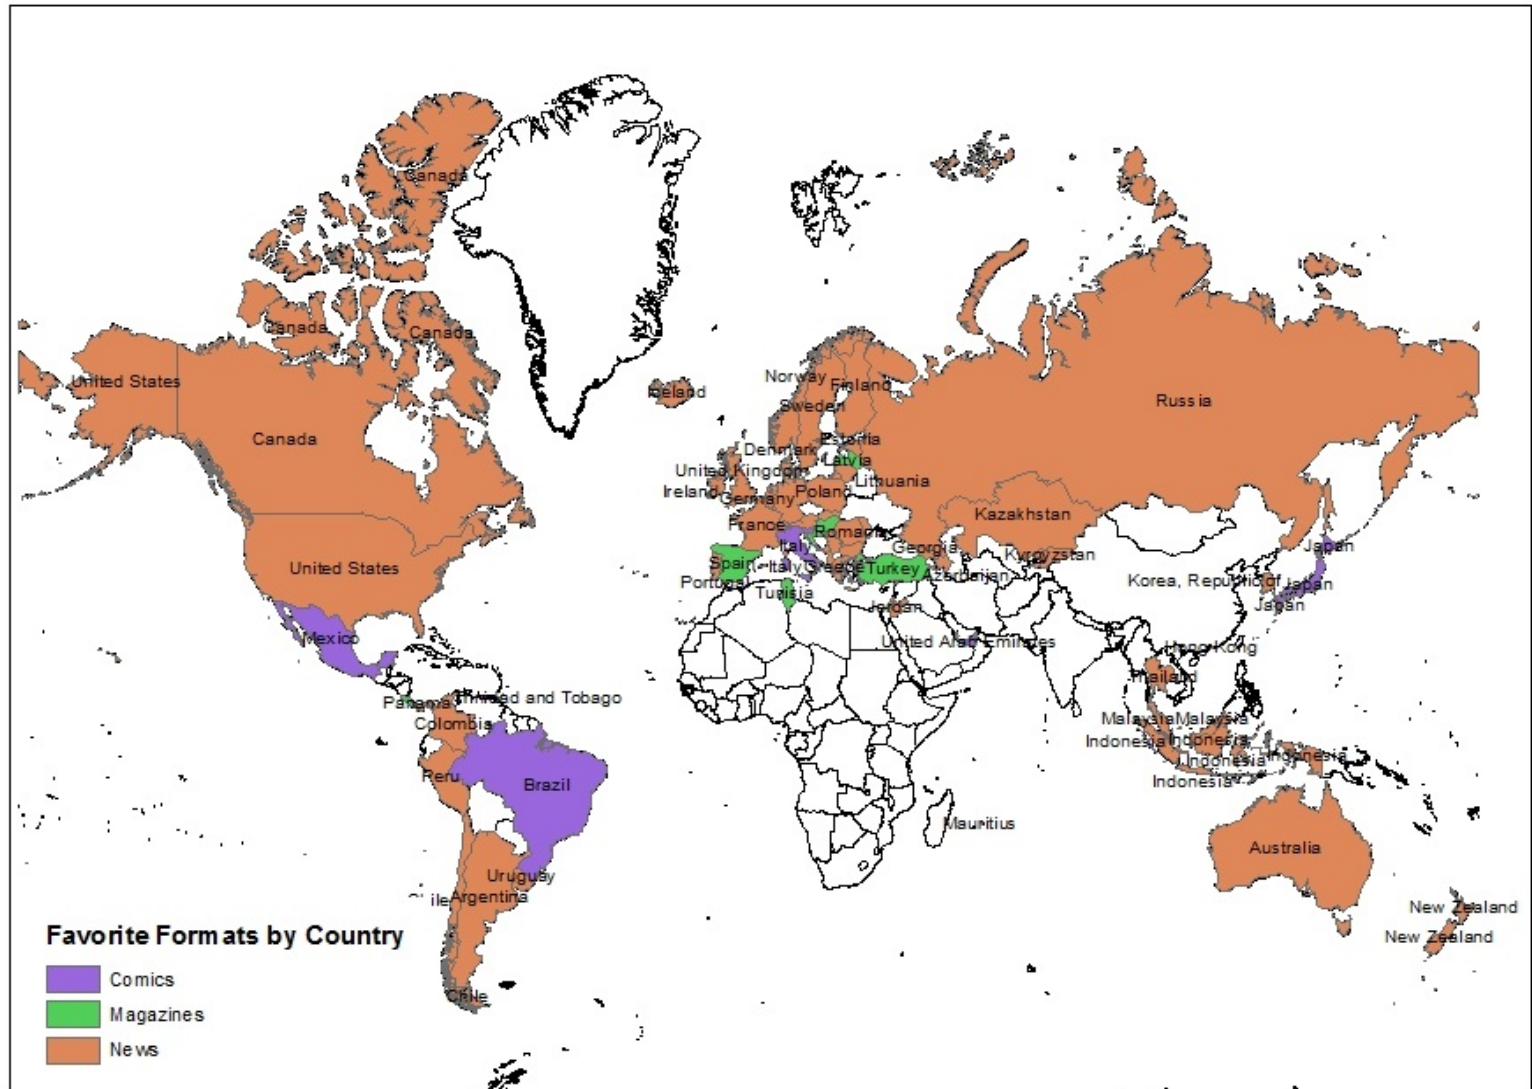 Canada
Canada
Canada
United States
Canada
United States
Mexico
Iceland
Norway
Finland
Sweden
Russia
Estonia
Denmark
Latvia
United Kingdom
Lithuania
Ireland
Germany
Poland
France
Romania
Kazakhstan
Italy
Georgia
Kyrgyzstan
Japan
Spain
Italy
Greece
Turkey
Azerbaijan
Korea, Republic of
Japan
Portugal
Tunisia
Jordan
Japan
United Arab Emirates
Hong Kong
Thailand
Panama
Trinidad and Tobago
Colombia
Malaysia
Malaysia
Indonesia
Indonesia
Indonesia
Indonesia
Indonesia
Peru
Brazil
Mauritius
Australia
Uruguay
Argentina
Chile
New Zealand
New Zealand
Chile
Favorite Formats by Country
Comics
Magazines
News